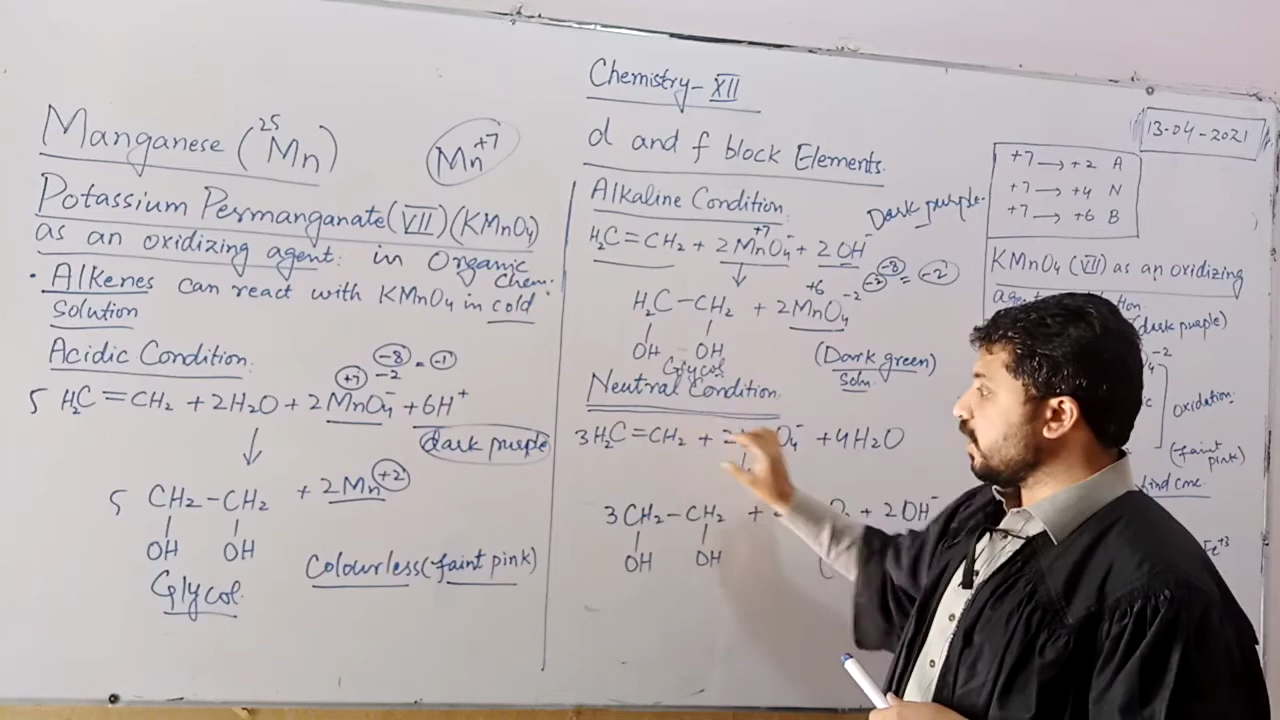 Chemistry-XII
Manganese (²⁵Mn) Mn⁺⁷
Potassium Permanganate (VII) (KMnO₄)
as an oxidizing agent: in Organic Chem:
• Alkenes can react with KMnO₄ in cold
solution
Acidic Condition.
-8
-2 = -1
+7
5 H₂C=CH₂ + 2H₂O + 2MnO₄⁻ + 6H⁺
dark purple
↓
5 CH₂-CH₂ + 2Mn⁺²
OH OH
Glycol.
Colourless (faint pink)
d and f block Elements.
Alkaline Condition.
Dark purple.
+7
H₂C=CH₂ + 2MnO₄⁻ + 2OH⁻
↓
-8
-2 = -2
+6
H₂C-CH₂ + 2MnO₄⁻²
OH OH
Glycol
(Dark green)
Soln.
Neutral Condition
3H₂C=CH₂ + 2 O₄⁻ + 4H₂O
3CH₂-CH₂ + + 2OH⁻
OH OH
13-04-2021
+7 → +2 A
+7 → +4 N
+7 → +6 B
KMnO₄ (VII) as an oxidizing
(dark purple)
oxidation:
(faint
pink)
Fe⁺³